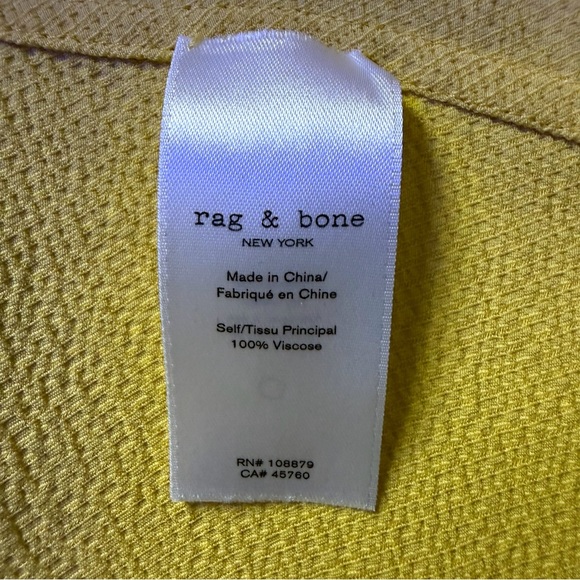 rag & bone
NEW YORK
Made in China/
Fabriqué en Chine
Self/Tissu Principal
100% Viscose
RN# 108879
CA# 45760